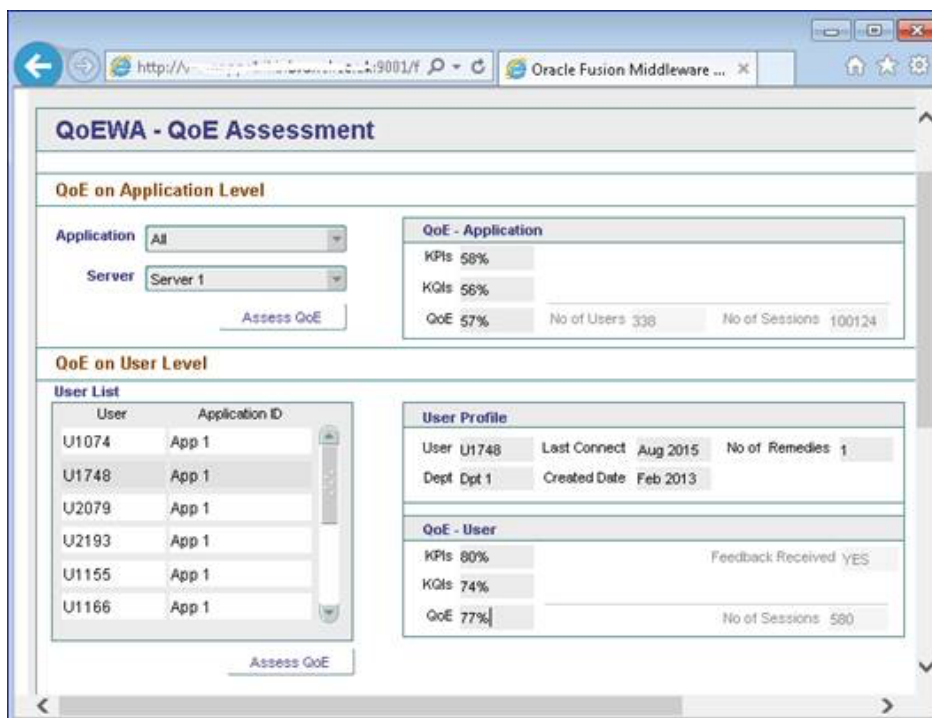 http://
:9001/f
Oracle Fusion Middleware ...
QoEWA - QoE Assessment
QoE on Application Level
Application All
Server Server 1
Assess QoE
QoE - Application
KPIs 58%
KQIs 56%
QoE 57% No of Users 338 No of Sessions 100124
QoE on User Level
User List
User Application ID
U1074 App 1
U1748 App 1
U2079 App 1
U2193 App 1
U1155 App 1
U1166 App 1
Assess QoE
User Profile
User U1748 Last Connect Aug 2015 No of Remedies 1
Dept Dpt 1 Created Date Feb 2013
QoE - User
KPIs 80% Feedback Received YES
KQIs 74%
QoE 77% No of Sessions 580